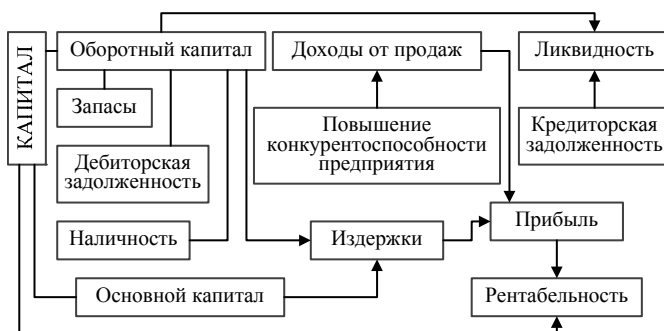 КАПИТАЛ
Оборотный капитал
Доходы от продаж
Ликвидность
Запасы
Дебиторская
задолженность
Повышение
конкурентоспособности
предприятия
Кредиторская
задолженность
Наличность
Издержки
Прибыль
Основной капитал
Рентабельность